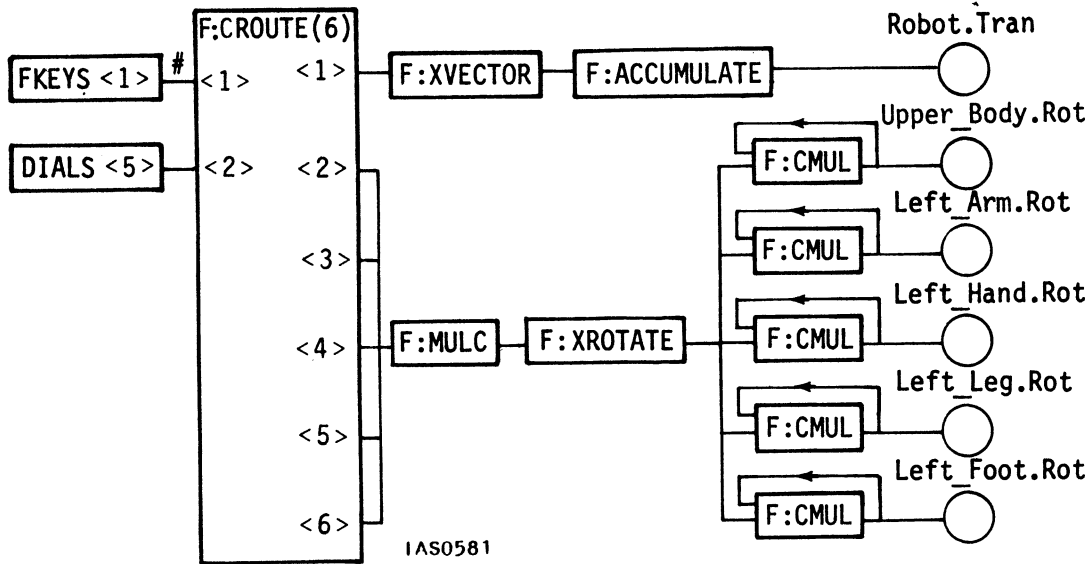 F:CROUTE(6)
Robot.Tran
FKEYS <1>
#
<1>
<1>
F:XVECTOR
F:ACCUMULATE
Upper_Body.Rot
DIALS <5>
<2>
<2>
F:CMUL
Left_Arm.Rot
<3>
F:CMUL
Left_Hand.Rot
<4>
F:MULC
F:XROTATE
F:CMUL
Left_Leg.Rot
<5>
F:CMUL
Left_Foot.Rot
<6>
F:CMUL
IAS0581